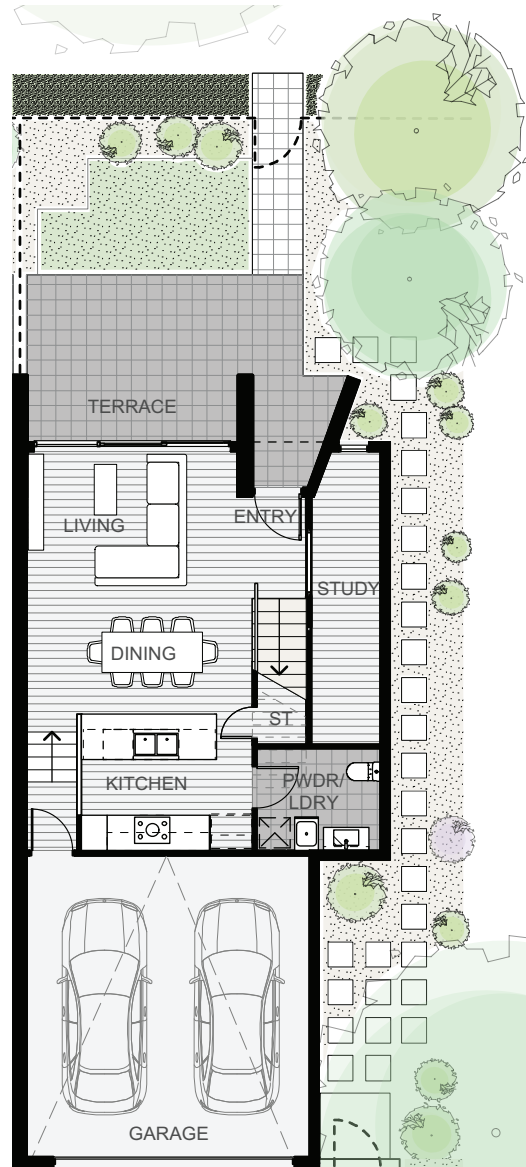 TERRACE
LIVING
ENTRY
STUDY
DINING
ST
KITCHEN
PWDR/
LDRY
GARAGE